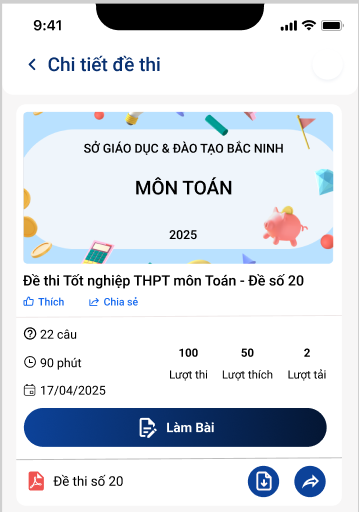 9:41
Chi tiết đề thi
SỞ GIÁO DỤC & ĐÀO TẠO BẮC NINH
MÔN TOÁN
2025
Đề thi Tốt nghiệp THPT môn Toán - Đề số 20
Thích
Chia sẻ
22 câu
90 phút
17/04/2025
100
50
2
Lượt thi
Lượt thích
Lượt tải
Làm Bài
Đề thi số 20